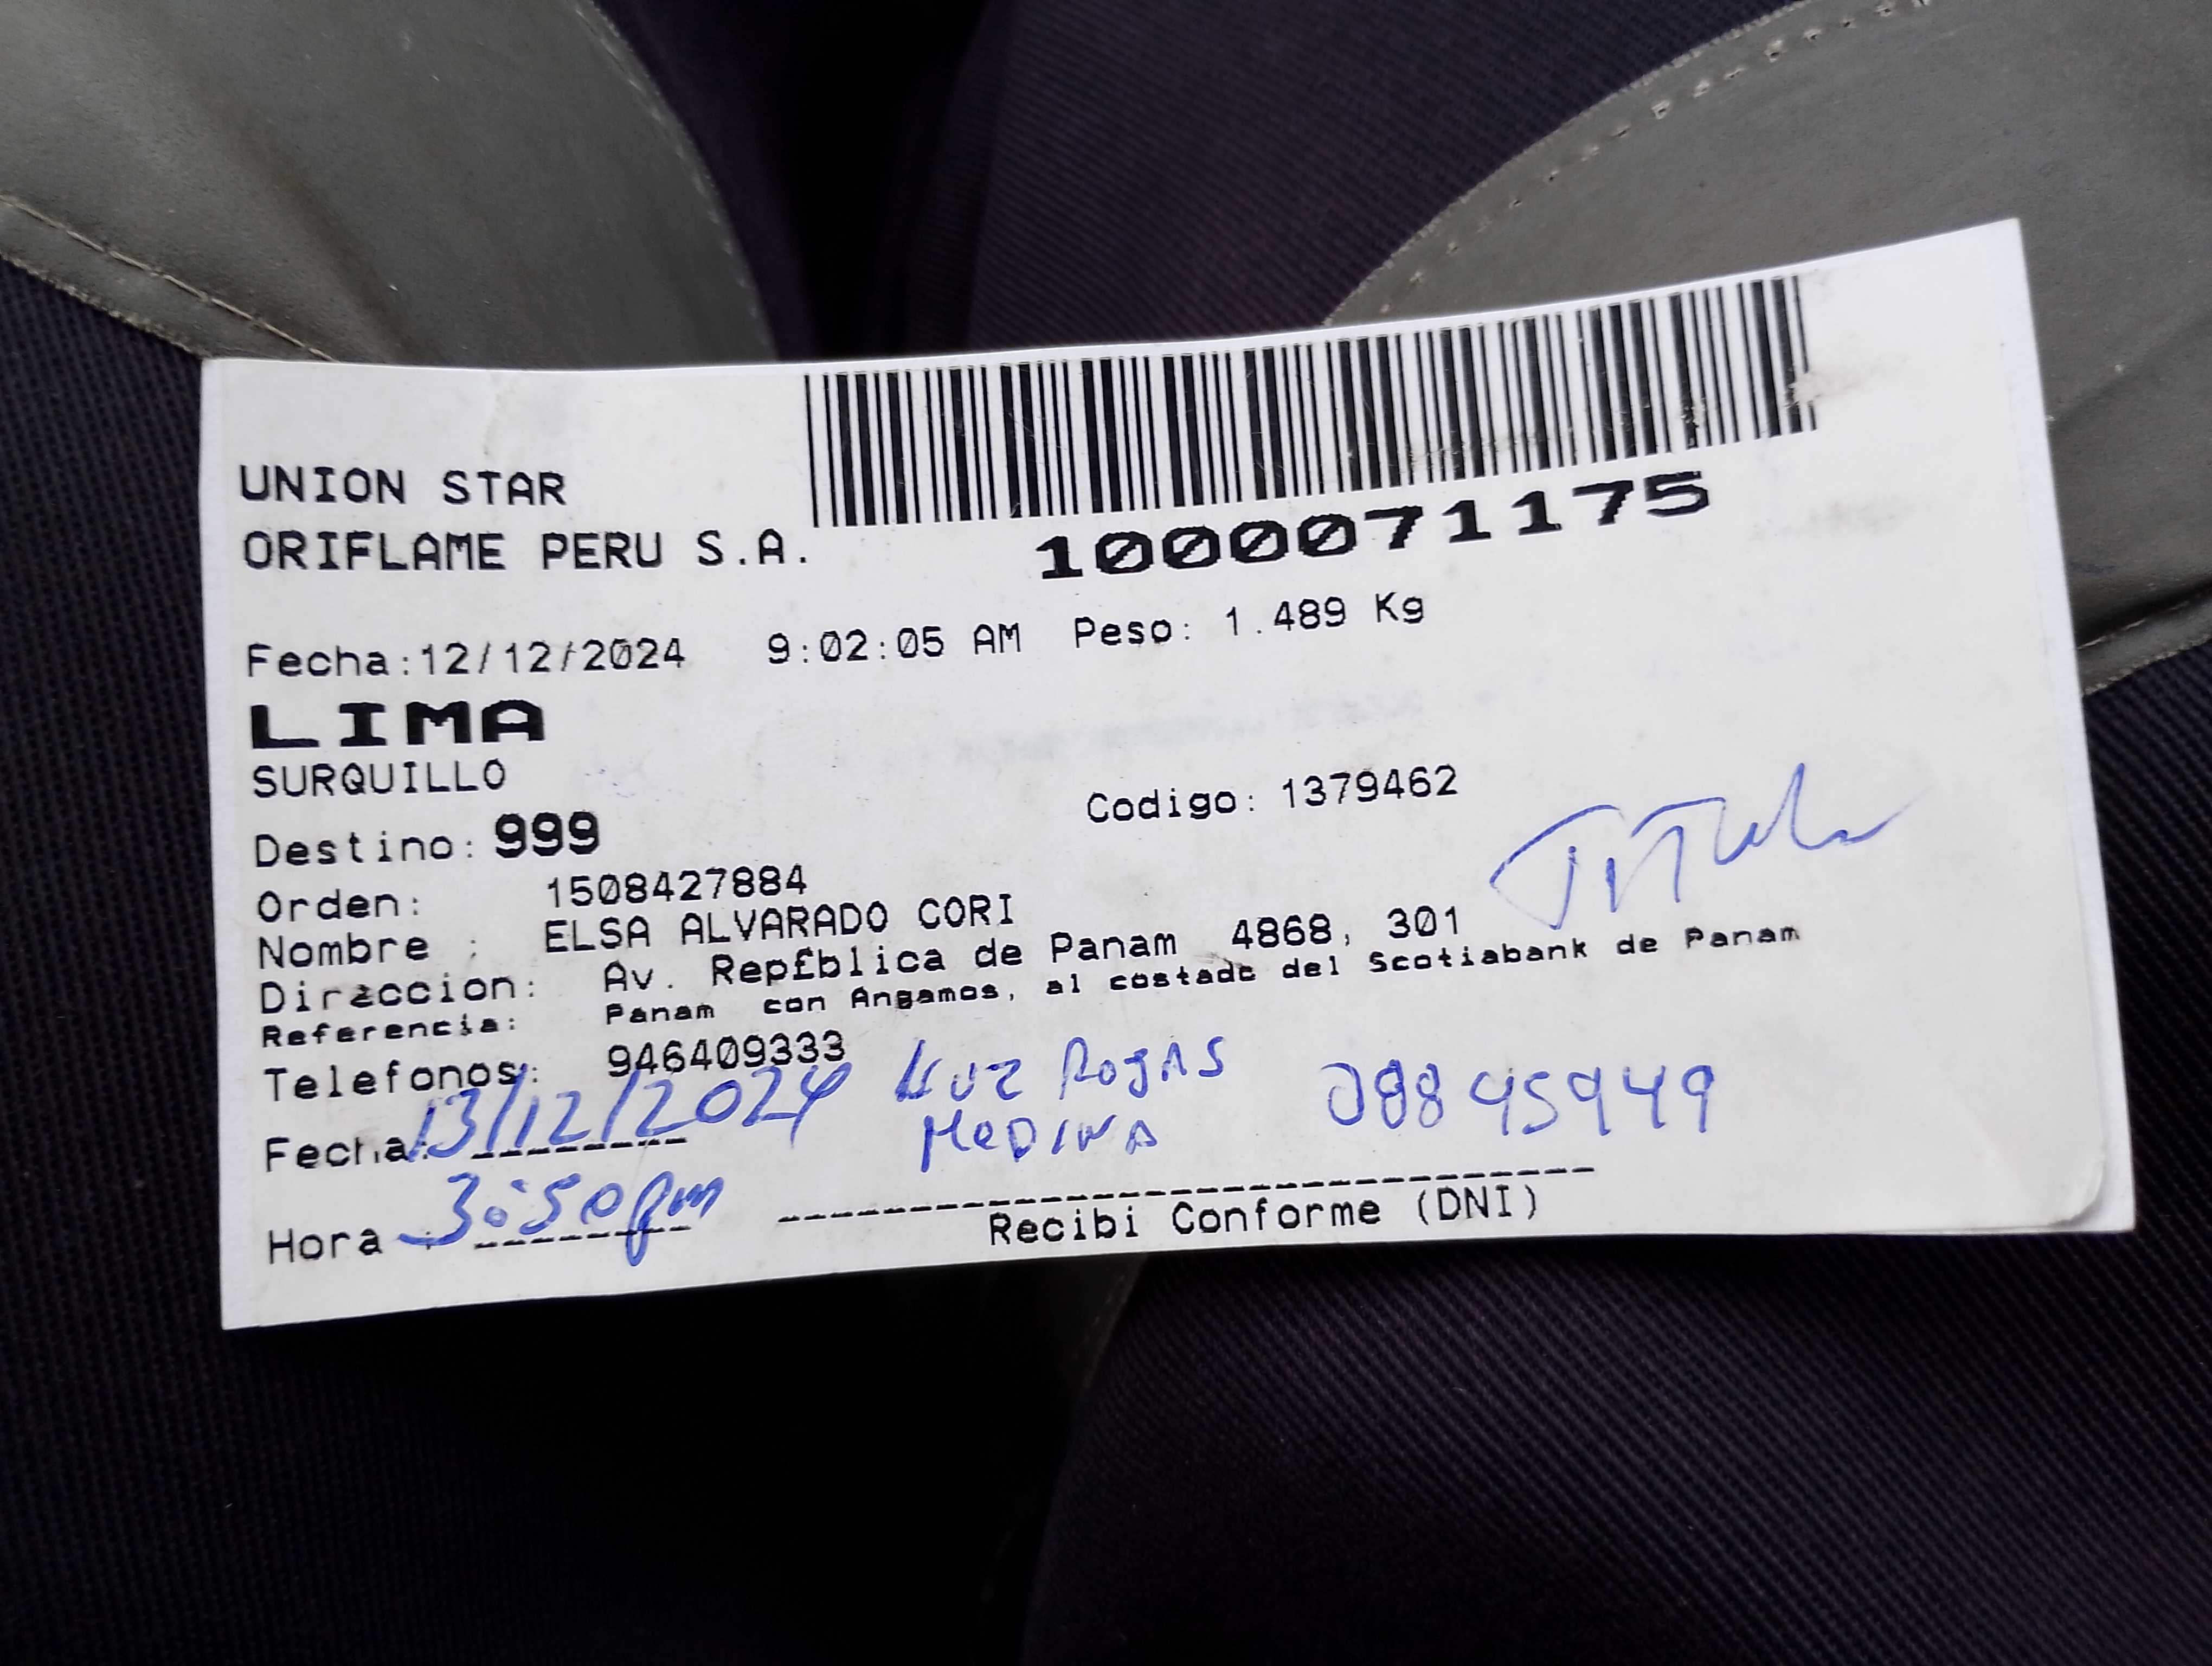 UNION STAR
ORIFLAME PERU S.A.
1000071175
Fecha:12/12/2024 9:02:05 AM Peso: 1.489 Kg
LIMA
SURQUILLO
Codigo: 1379462
Destino: 999
Orden: 1508427884
Nombre : ELSA ALVARADO CORI
Direccion: Av. Rep£blica de Panam 4868, 301
Referencia: Panam con Angamos, al costado del Scotiabank de Panam
Telefonos: 946409333
Fecha: 13/12/2024
LUZ ROJAS
MEDINA
08845949
Hora : 3:50pm
Recibi Conforme (DNI)